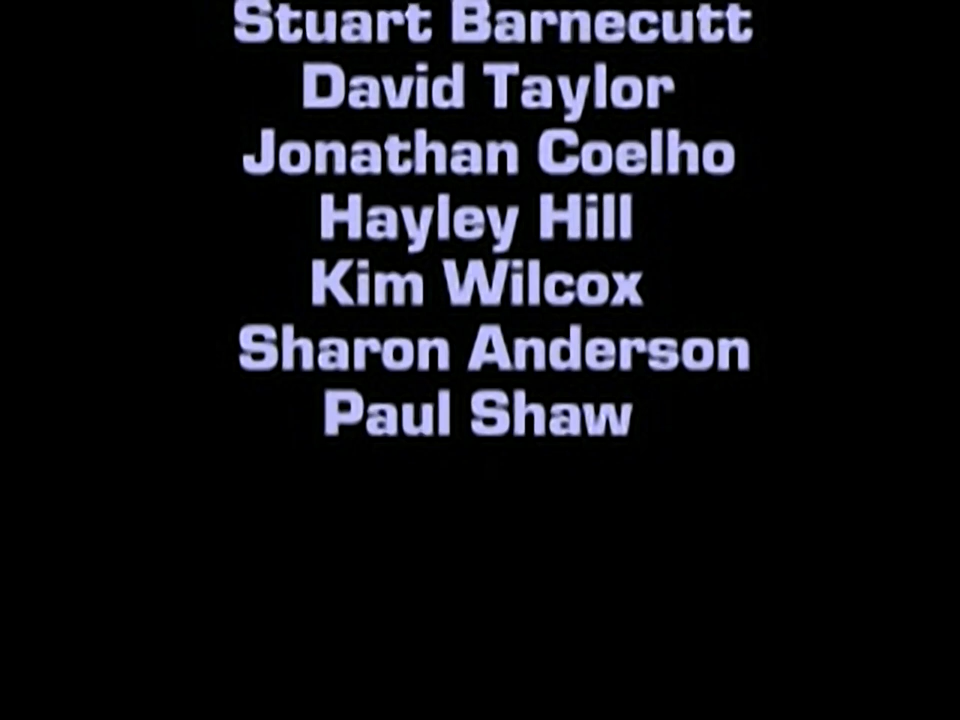 Stuart Barnecutt
David Taylor
Jonathan Coelho
Hayley Hill
Kim Wilcox
Sharon Anderson
Paul Shaw